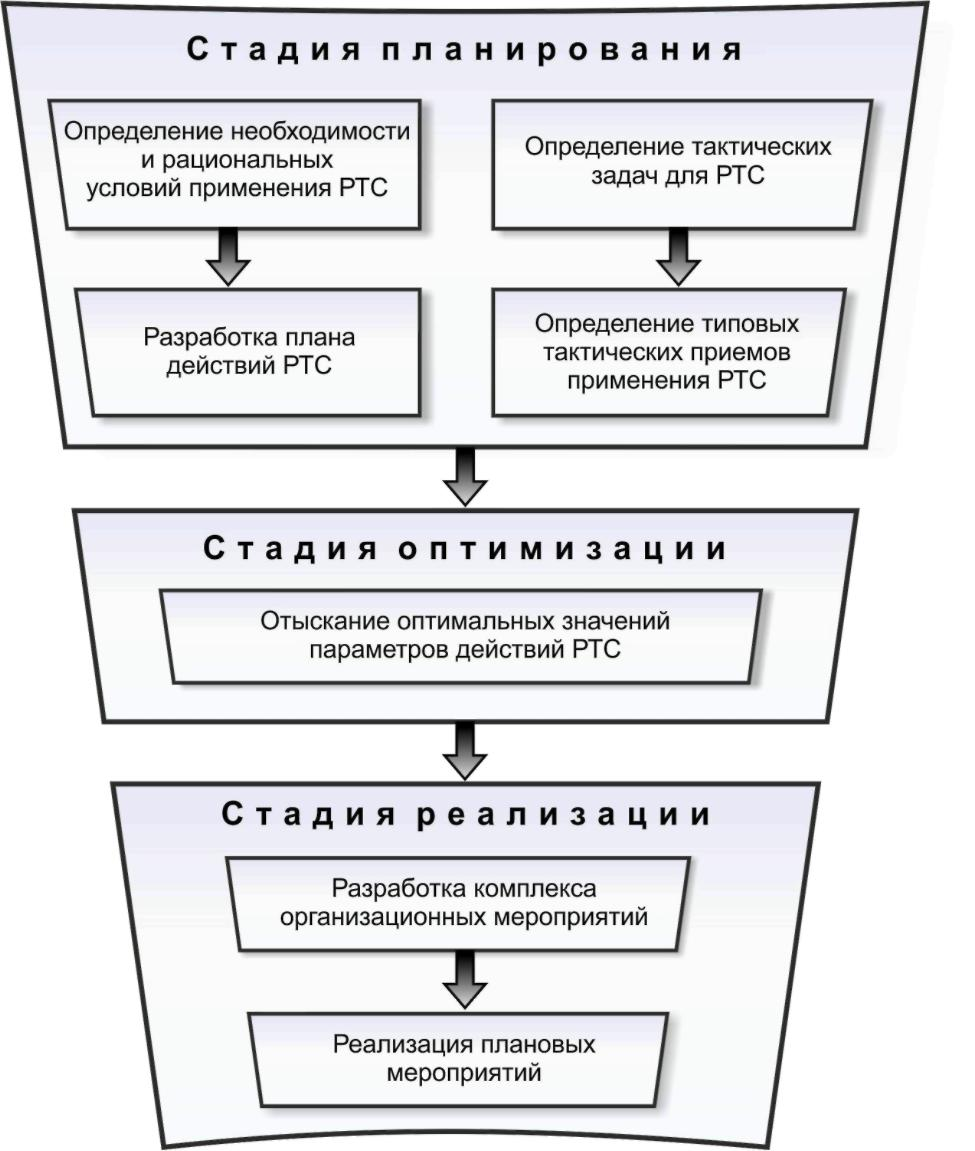 Стадия планирования
Определение необходимости
и рациональных
условий применения РТС
Определение тактических
задач для РТС
Разработка плана
действий РТС
Определение типовых
тактических приемов
применения РТС
Стадия оптимизации
Отыскание оптимальных значений
параметров действий РТС
Стадия реализации
Разработка комплекса
организационных мероприятий
Реализация плановых
мероприятий